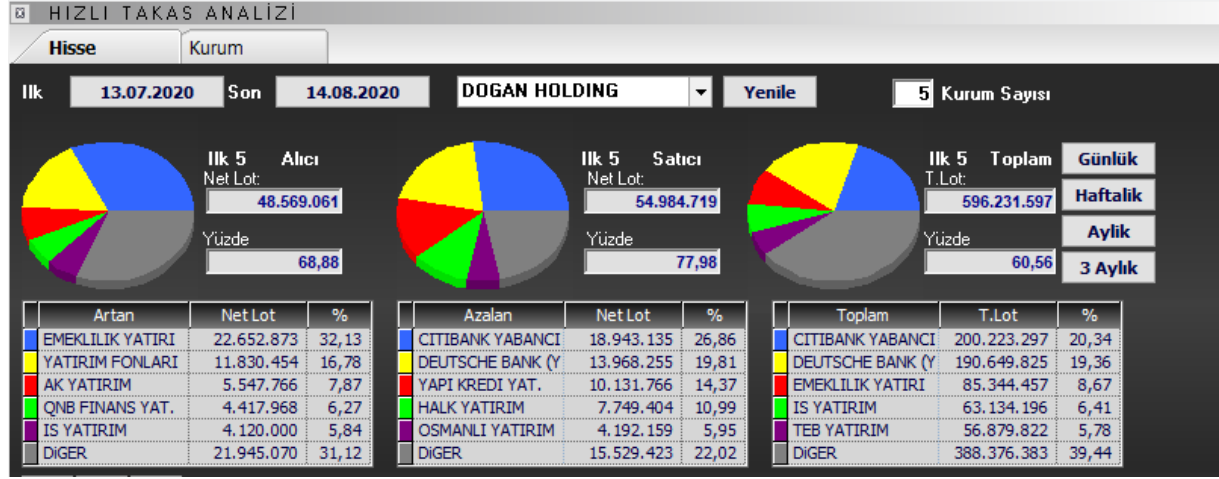 HIZLI TAKAS ANALİZİ
Hisse Kurum
Ilk 13.07.2020 Son 14.08.2020 DOGAN HOLDING Yenile 5 Kurum Sayısı
Ilk 5 Alıcı
Net Lot:
48.569.061
Yüzde
68,88
Ilk 5 Satıcı
Net Lot:
54.984.719
Yüzde
77,98
Ilk 5 Toplam
T.Lot:
596.231.597
Yüzde
60,56
Günlük
Haftalik
Aylik
3 Aylık
Artan Net Lot %
EMEKLILIK YATIRI 22.652.873 32,13
YATIRIM FONLARI 11.830.454 16,78
AK YATIRIM 5.547.766 7,87
QNB FINANS YAT. 4.417.968 6,27
IS YATIRIM 4.120.000 5,84
DiGER 21.945.070 31,12
Azalan Net Lot %
CITIBANK YABANCI 18.943.135 26,86
DEUTSCHE BANK (Y 13.968.255 19,81
YAPI KREDI YAT. 10.131.766 14,37
HALK YATIRIM 7.749.404 10,99
OSMANLI YATIRIM 4.192.159 5,95
DiGER 15.529.423 22,02
Toplam T.Lot %
CITIBANK YABANCI 200.223.297 20,34
DEUTSCHE BANK (Y 190.649.825 19,36
EMEKLILIK YATIRI 85.344.457 8,67
IS YATIRIM 63.134.196 6,41
TEB YATIRIM 56.879.822 5,78
DiGER 388.376.383 39,44